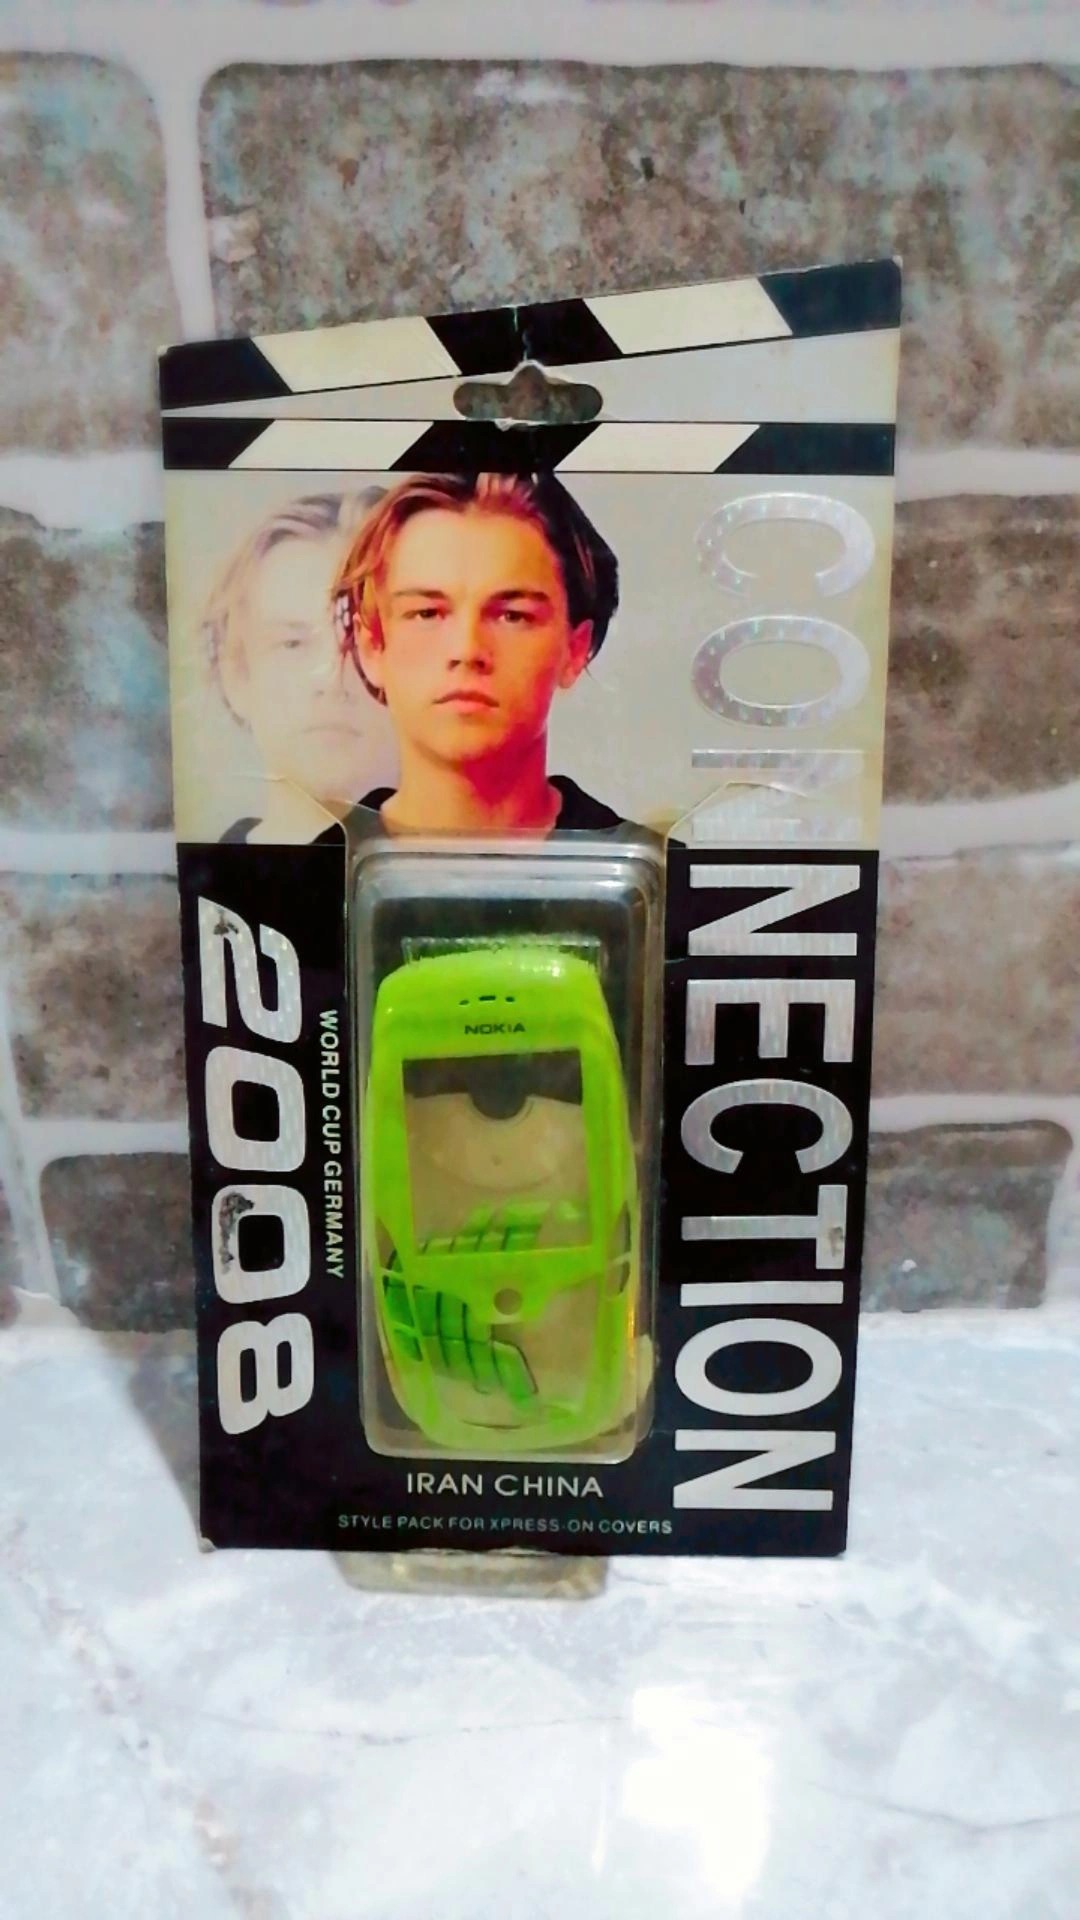 CONNECTION
2008
WORLD CUP GERMANY
NOKIA
IRAN CHINA
STYLE PACK FOR XPRESS-ON COVERS